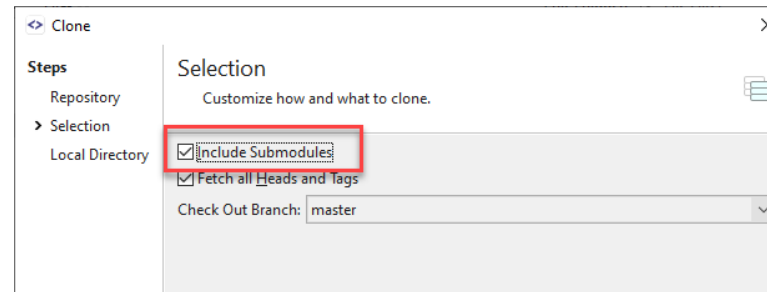 Clone
Steps
Repository
Selection
Local Directory
Selection
Customize how and what to clone.
Include Submodules
Fetch all Heads and Tags
Check Out Branch: master